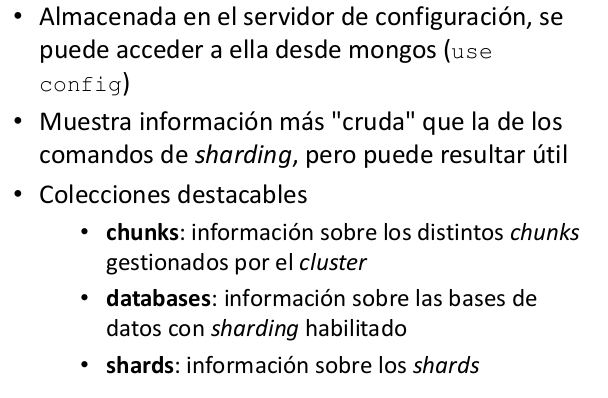 • Almacenada en el servidor de configuración, se
puede acceder a ella desde mongos (use
config)
• Muestra información más "cruda" que la de los
comandos de sharding, pero puede resultar útil
• Colecciones destacables
• chunks: información sobre los distintos chunks
gestionados por el cluster
• databases: información sobre las bases de
datos con sharding habilitado
• shards: información sobre los shards